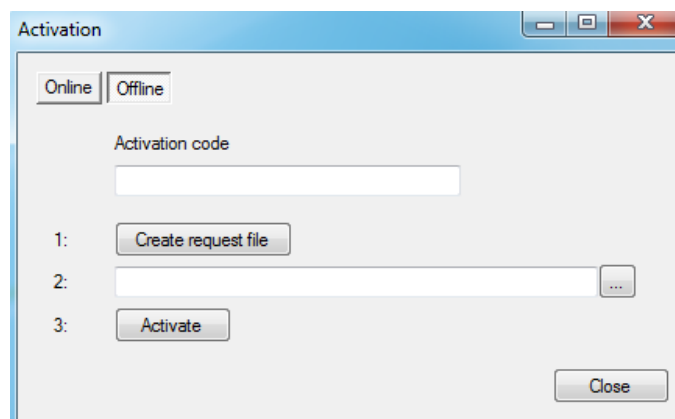 Activation
Online Offline
Activation code
1: Create request file
2: ...
3: Activate
Close